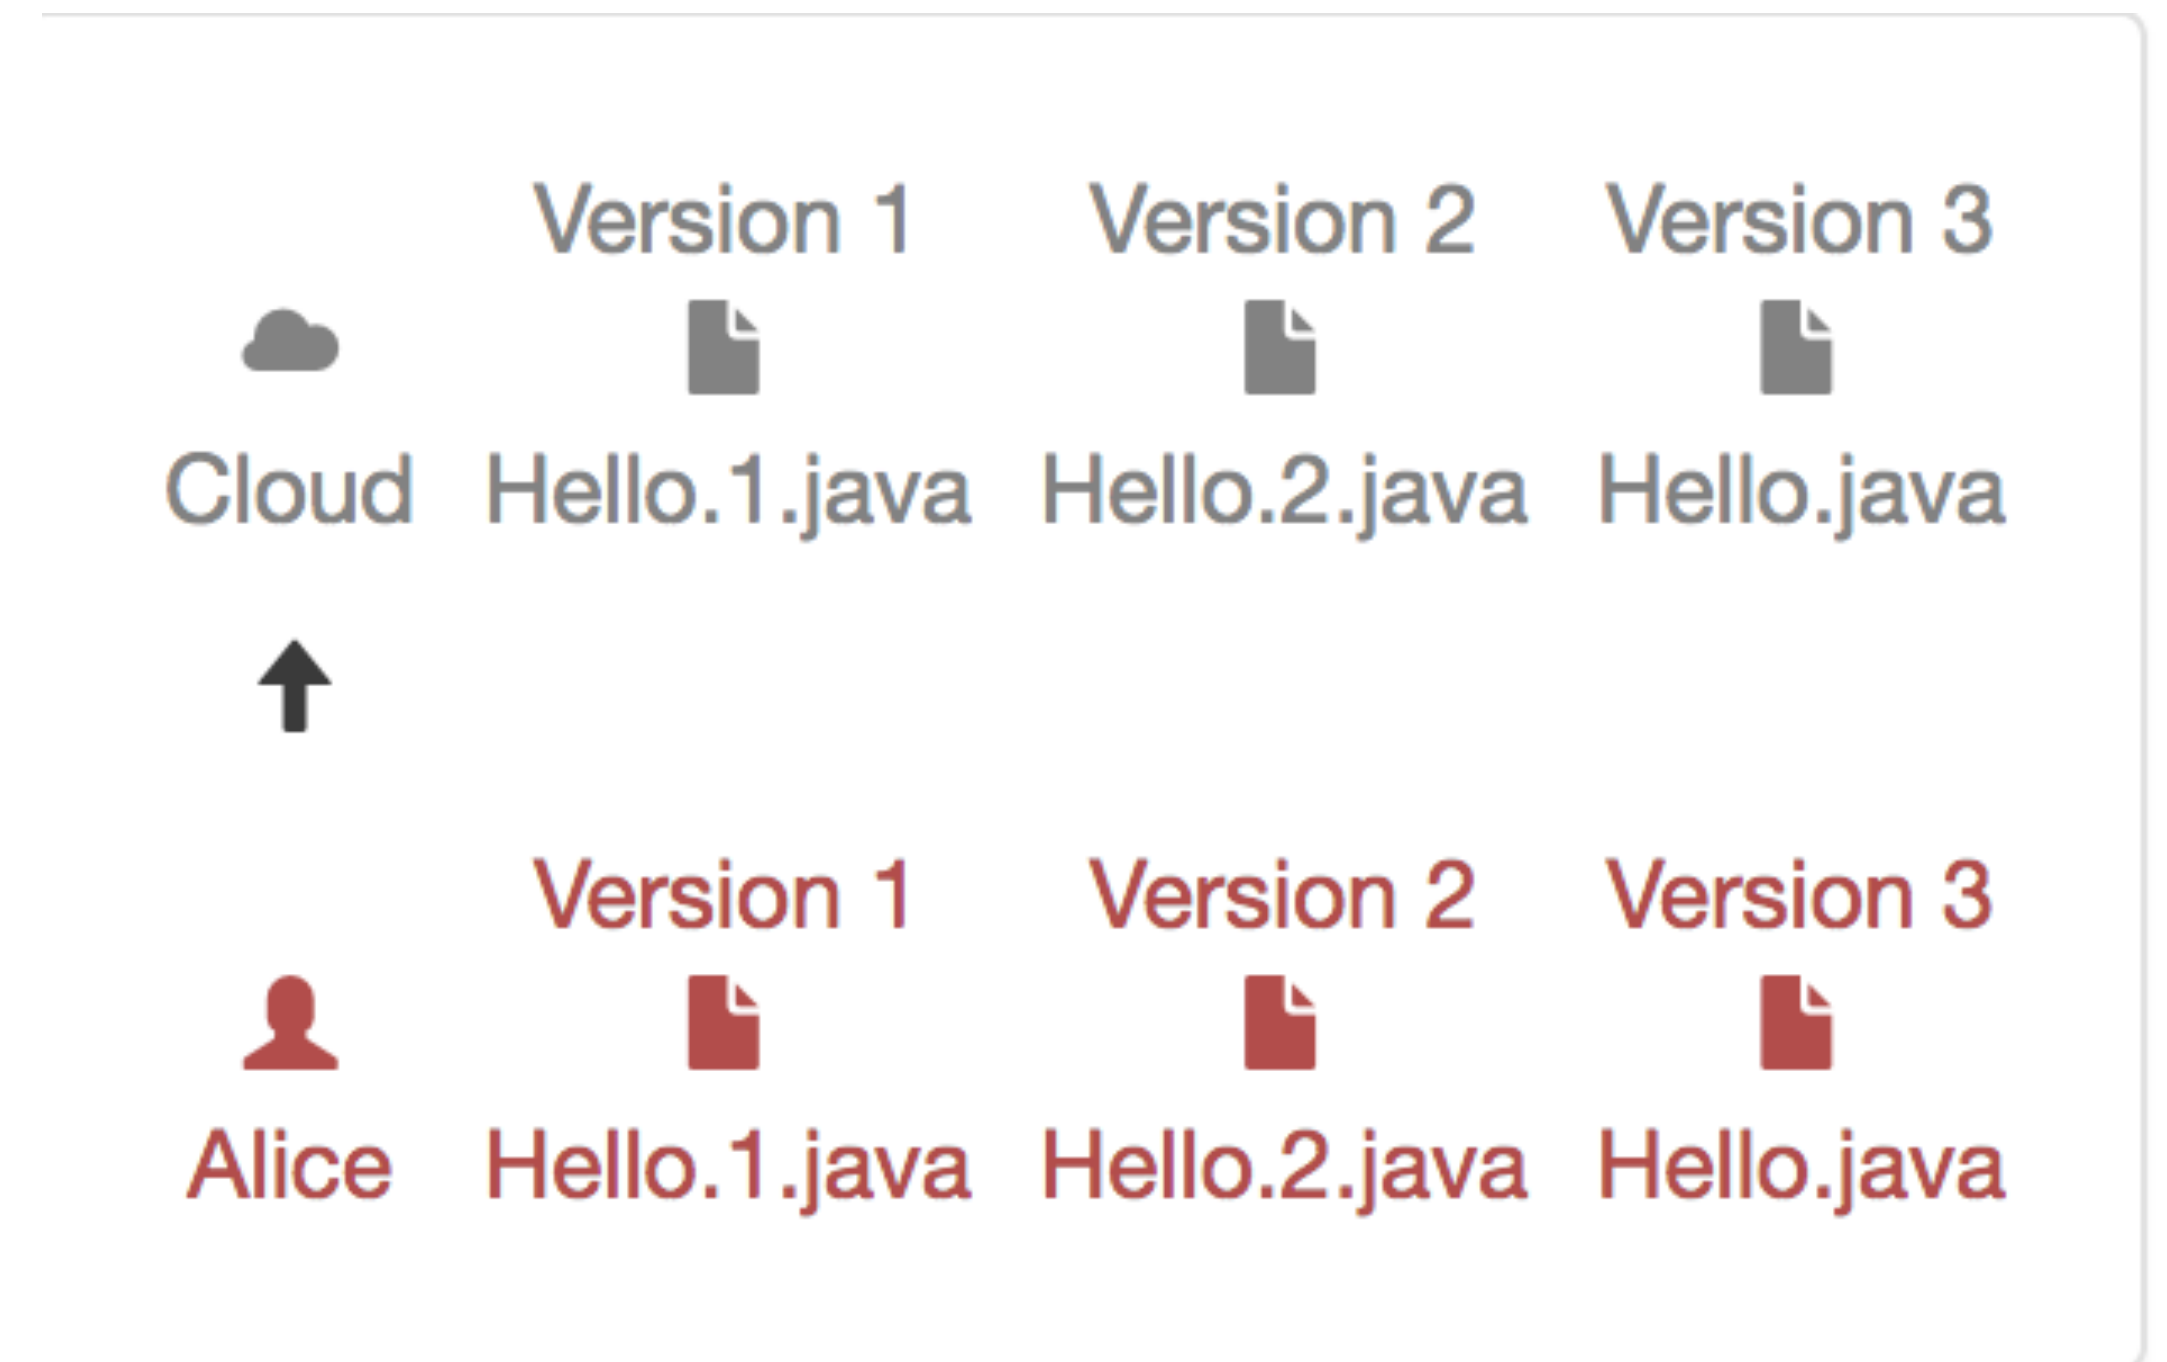 Version 1 Version 2 Version 3
Cloud Hello.1.java Hello.2.java Hello.java
Version 1 Version 2 Version 3
Alice Hello.1.java Hello.2.java Hello.java